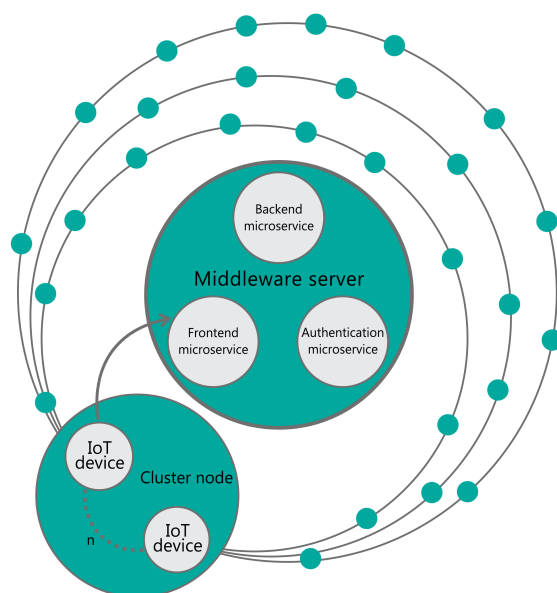 Backend
microservice
Middleware server
Frontend
microservice
Authentication
microservice
IoT
device
Cluster node
n
IoT
device